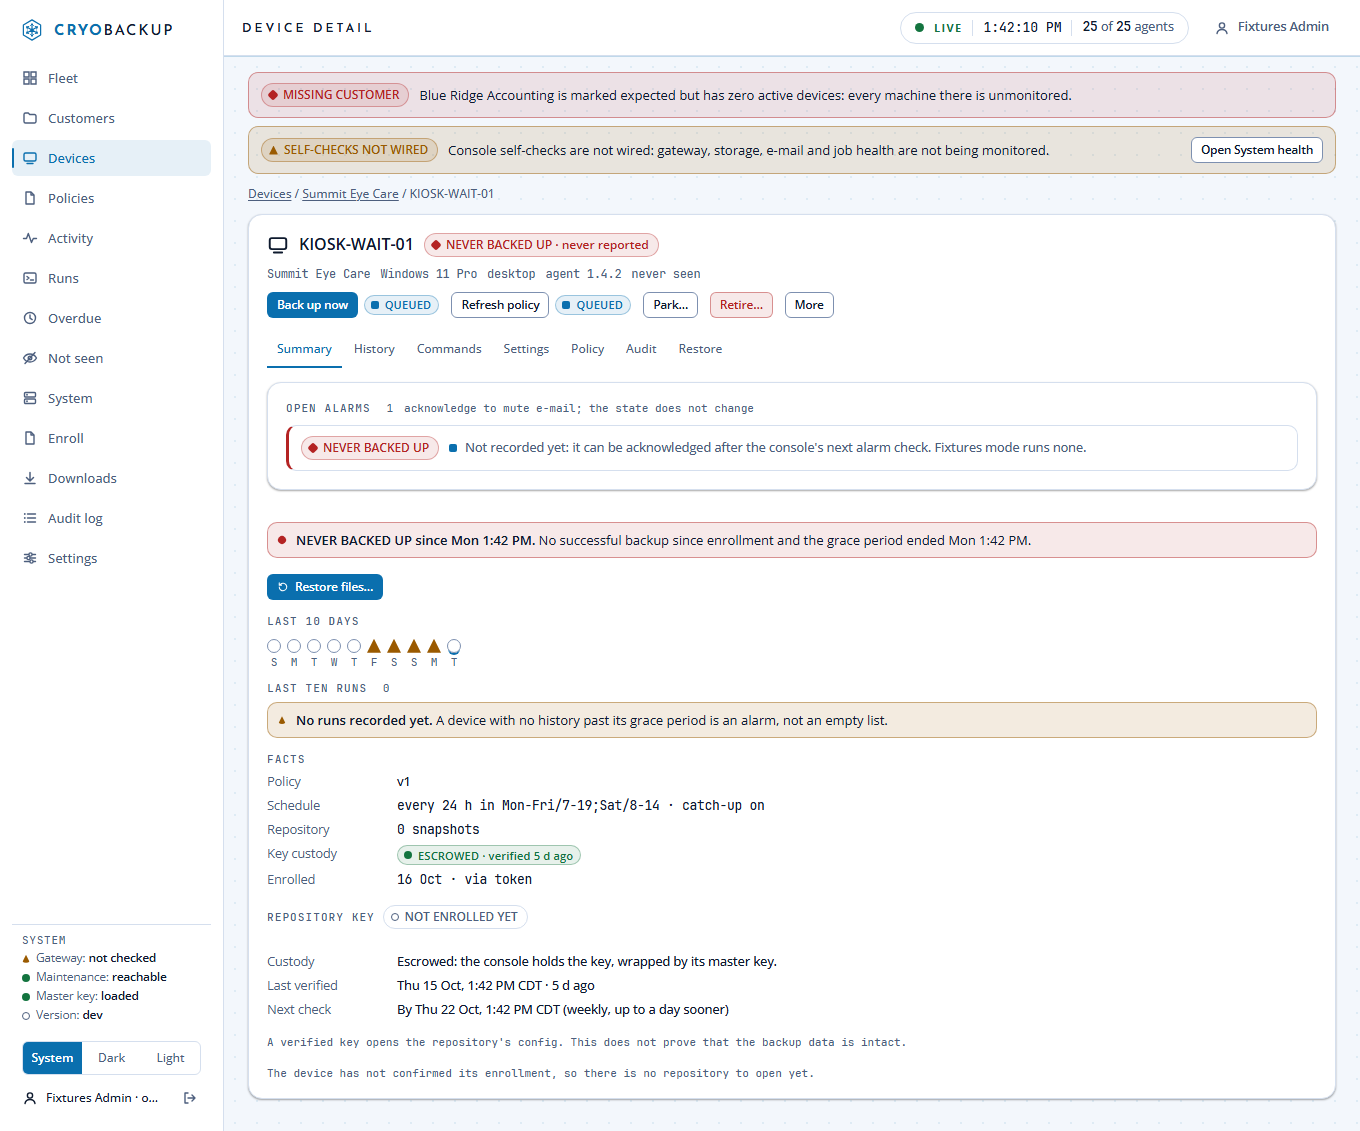 CRYOBACKUP
DEVICE DETAIL
LIVE 1:42:10 PM 25 of 25 agents
Fixtures Admin
Fleet
Customers
Devices
Policies
Activity
Runs
Overdue
Not seen
System
Enroll
Downloads
Audit log
Settings
MISSING CUSTOMER Blue Ridge Accounting is marked expected but has zero active devices: every machine there is unmonitored.
SELF-CHECKS NOT WIRED Console self-checks are not wired: gateway, storage, e-mail and job health are not being monitored. Open System health
Devices / Summit Eye Care / KIOSK-WAIT-01
KIOSK-WAIT-01 NEVER BACKED UP · never reported
Summit Eye Care Windows 11 Pro desktop agent 1.4.2 never seen
Back up now QUEUED Refresh policy QUEUED Park... Retire... More
Summary History Commands Settings Policy Audit Restore
OPEN ALARMS 1 acknowledge to mute e-mail; the state does not change
NEVER BACKED UP Not recorded yet: it can be acknowledged after the console's next alarm check. Fixtures mode runs none.
NEVER BACKED UP since Mon 1:42 PM. No successful backup since enrollment and the grace period ended Mon 1:42 PM.
Restore files...
LAST 10 DAYS
S M T W T F S S M T
LAST TEN RUNS 0
No runs recorded yet. A device with no history past its grace period is an alarm, not an empty list.
FACTS
Policy v1
Schedule every 24 h in Mon-Fri/7-19;Sat/8-14 · catch-up on
Repository 0 snapshots
Key custody ESCROWED · verified 5 d ago
Enrolled 16 Oct · via token
REPOSITORY KEY NOT ENROLLED YET
Custody Escrowed: the console holds the key, wrapped by its master key.
Last verified Thu 15 Oct, 1:42 PM CDT · 5 d ago
Next check By Thu 22 Oct, 1:42 PM CDT (weekly, up to a day sooner)
A verified key opens the repository's config. This does not prove that the backup data is intact.
The device has not confirmed its enrollment, so there is no repository to open yet.
SYSTEM
Gateway: not checked
Maintenance: reachable
Master key: loaded
Version: dev
System Dark Light
Fixtures Admin · o...